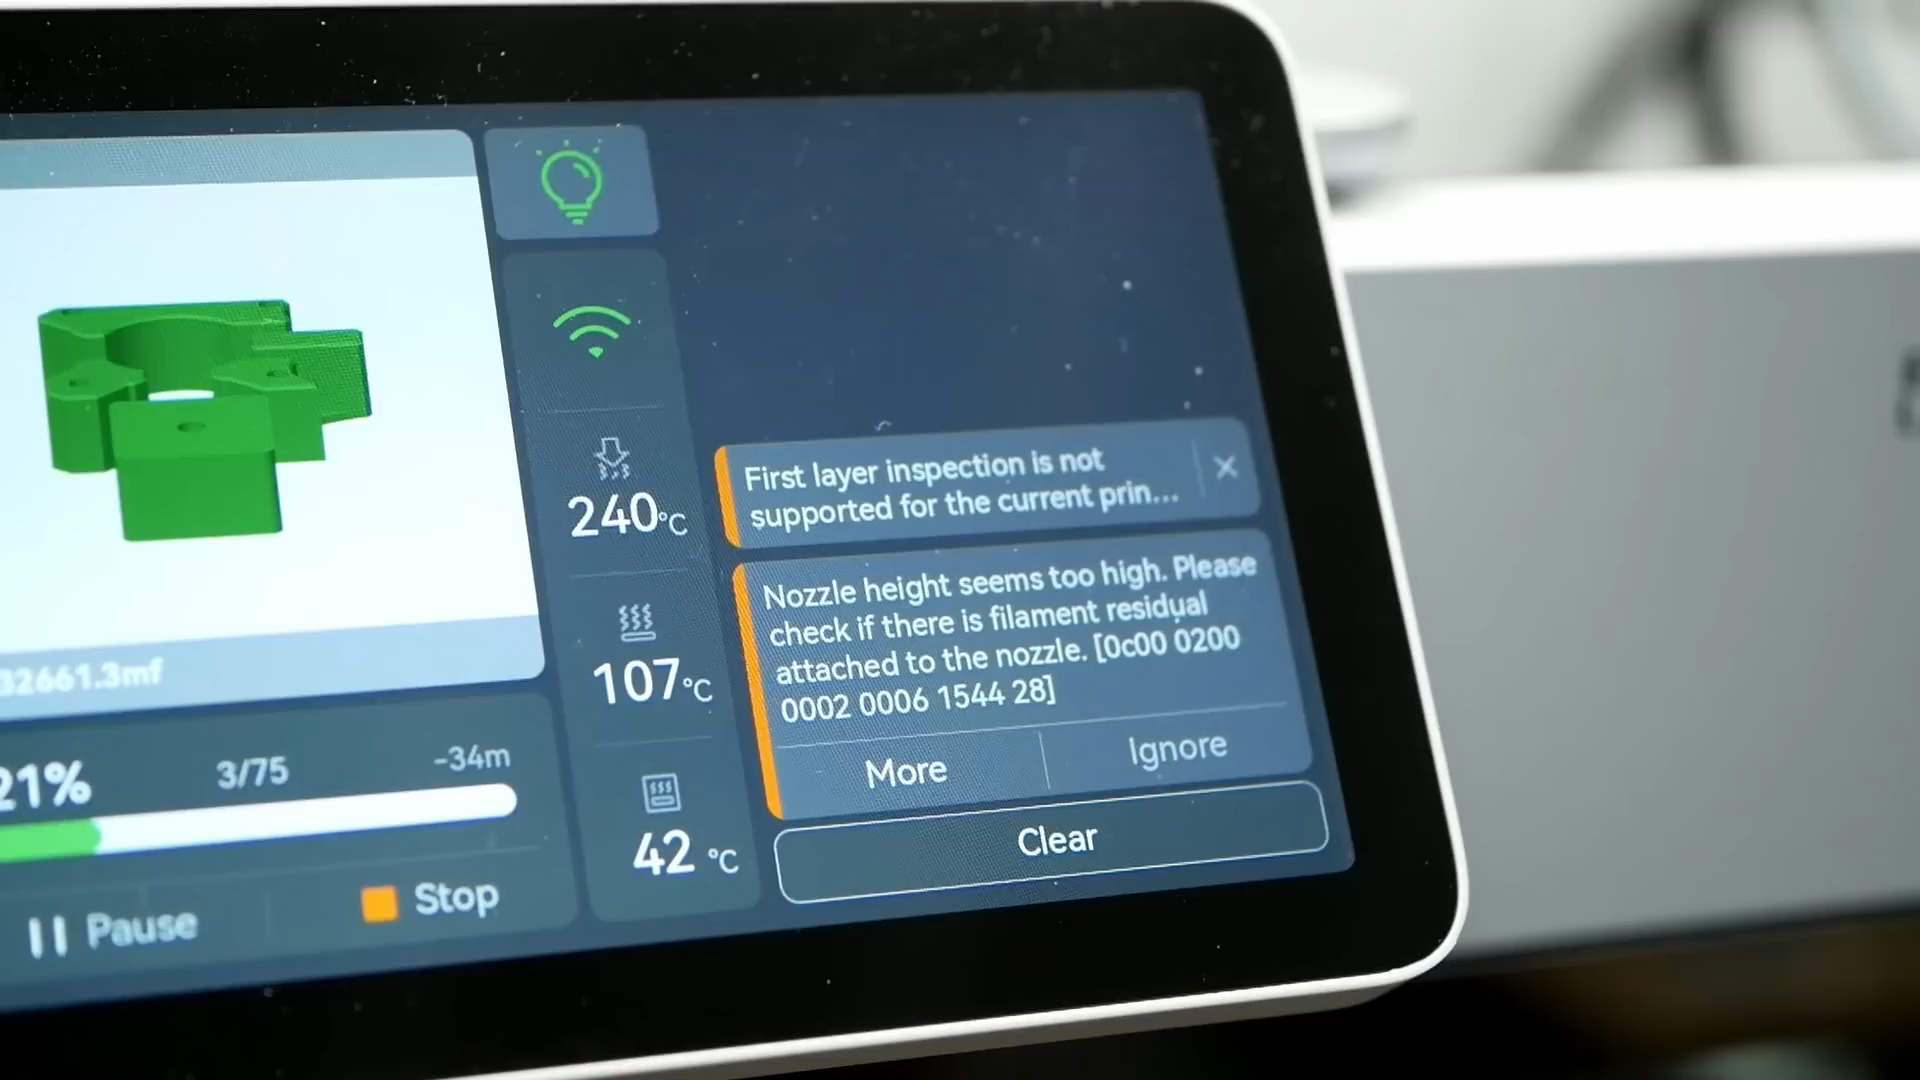 32661.3mf
21%
3/75
-34m
Pause
Stop
240°C
107°C
42 °C
First layer inspection is not
supported for the current prin...
Nozzle height seems too high. Please
check if there is filament residual
attached to the nozzle. [0c00 0200
0002 0006 1544 28]
More
Ignore
Clear